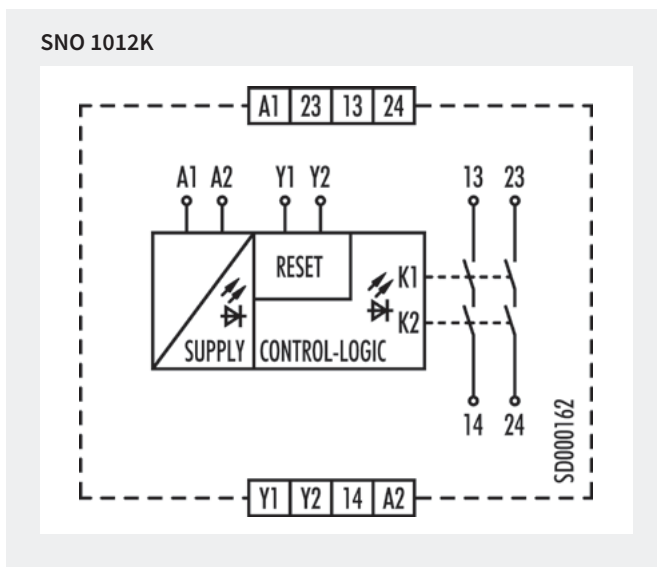 SNO 1012K
A1 23 13 24
A1 A2 Y1 Y2 13 23
RESET
K1
K2
SUPPLY CONTROL-LOGIC
14 24
SD000162
Y1 Y2 14 A2